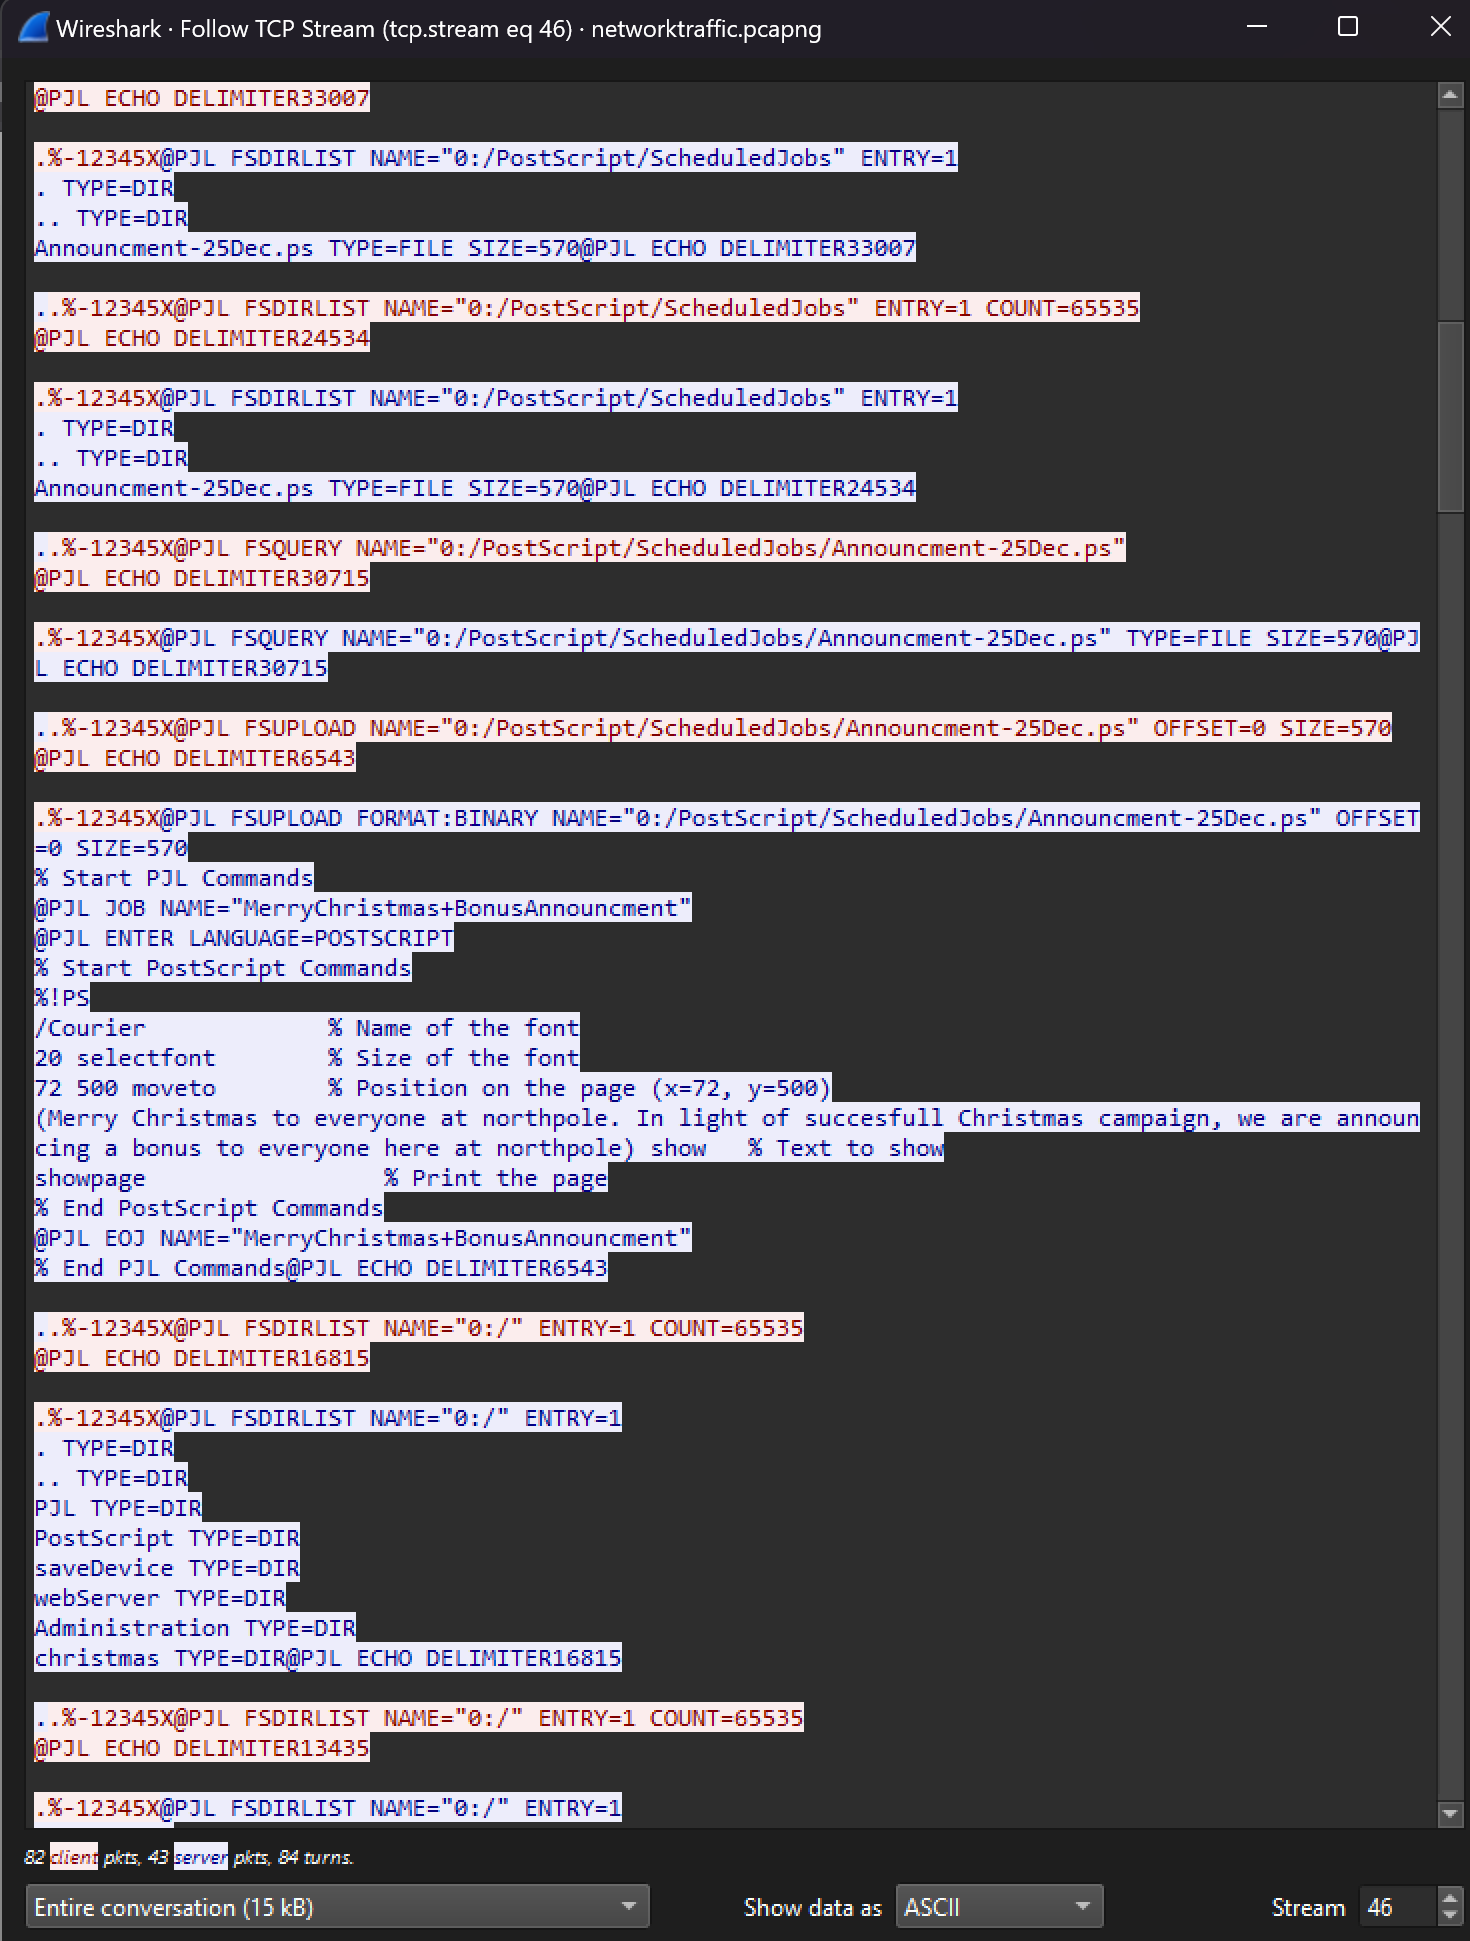 Wireshark · Follow TCP Stream (tcp.stream eq 46) · networktraffic.pcapng
@PJL ECHO DELIMITER33007
.%-12345X@PJL FSDIRLIST NAME="0:/PostScript/ScheduledJobs" ENTRY=1
. TYPE=DIR
.. TYPE=DIR
Announcment-25Dec.ps TYPE=FILE SIZE=570@PJL ECHO DELIMITER33007
..%-12345X@PJL FSDIRLIST NAME="0:/PostScript/ScheduledJobs" ENTRY=1 COUNT=65535
@PJL ECHO DELIMITER24534
.%-12345X@PJL FSDIRLIST NAME="0:/PostScript/ScheduledJobs" ENTRY=1
. TYPE=DIR
.. TYPE=DIR
Announcment-25Dec.ps TYPE=FILE SIZE=570@PJL ECHO DELIMITER24534
..%-12345X@PJL FSQUERY NAME="0:/PostScript/ScheduledJobs/Announcment-25Dec.ps"
@PJL ECHO DELIMITER30715
.%-12345X@PJL FSQUERY NAME="0:/PostScript/ScheduledJobs/Announcment-25Dec.ps" TYPE=FILE SIZE=570@PJ
L ECHO DELIMITER30715
..%-12345X@PJL FSUPLOAD NAME="0:/PostScript/ScheduledJobs/Announcment-25Dec.ps" OFFSET=0 SIZE=570
@PJL ECHO DELIMITER6543
.%-12345X@PJL FSUPLOAD FORMAT:BINARY NAME="0:/PostScript/ScheduledJobs/Announcment-25Dec.ps" OFFSET
=0 SIZE=570
% Start PJL Commands
@PJL JOB NAME="MerryChristmas+BonusAnnouncment"
@PJL ENTER LANGUAGE=POSTSCRIPT
% Start PostScript Commands
%!PS
/Courier             % Name of the font
20 selectfont        % Size of the font
72 500 moveto        % Position on the page (x=72, y=500)
(Merry Christmas to everyone at northpole. In light of succesfull Christmas campaign, we are announ
cing a bonus to everyone here at northpole) show   % Text to show
showpage                 % Print the page
% End PostScript Commands
@PJL EOJ NAME="MerryChristmas+BonusAnnouncment"
% End PJL Commands@PJL ECHO DELIMITER6543
..%-12345X@PJL FSDIRLIST NAME="0:/" ENTRY=1 COUNT=65535
@PJL ECHO DELIMITER16815
.%-12345X@PJL FSDIRLIST NAME="0:/" ENTRY=1
. TYPE=DIR
.. TYPE=DIR
PJL TYPE=DIR
PostScript TYPE=DIR
saveDevice TYPE=DIR
webServer TYPE=DIR
Administration TYPE=DIR
christmas TYPE=DIR@PJL ECHO DELIMITER16815
..%-12345X@PJL FSDIRLIST NAME="0:/" ENTRY=1 COUNT=65535
@PJL ECHO DELIMITER13435
.%-12345X@PJL FSDIRLIST NAME="0:/" ENTRY=1
82 client pkts, 43 server pkts, 84 turns.
Entire conversation (15 kB) Show data as ASCII Stream 46